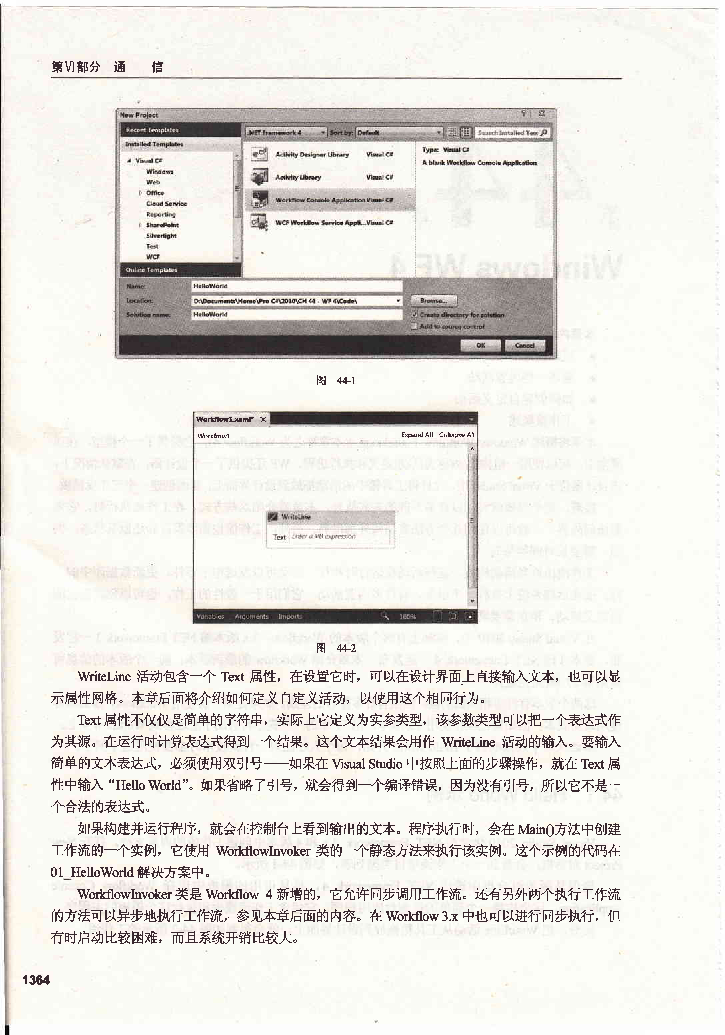 第VI部分 通 信
New Project
Recent Templates
.NET Framework 4
Sort by: Default
Search Installed Tem
Installed Templates
Visual C#
Windows
Web
Office
Cloud Service
Reporting
SharePoint
Silverlight
Test
WCF
Online Templates
Activity Designer Library Visual C#
Activity Library Visual C#
Workflow Console Application Visual C#
WCF Workflow Service Appli...Visual C#
Type: Visual C#
A blank Workflow Console Application
Name: HelloWorld
Location: D:\Documents\Home\Pro C#\2010\CH 44 - WF 4\Code\
Browse...
Solution name: HelloWorld
Create directory for solution
Add to source control
OK Cancel
图 44-1
Workflow1.xaml* X
Workflow1 Expand All Collapse All
WriteLine
Text Enter a VB expression
Variables Arguments Imports 100%
图 44-2
WriteLine 活动包含一个 Text 属性，在设置它时，可以在设计界面上直接输入文本，也可以显
示属性网格。本章后面将介绍如何定义自定义活动，以使用这个相同行为。
Text 属性不仅仅是简单的字符串，实际上它定义为实参类型，该参数类型可以把一个表达式作
为其源。在运行时计算表达式得到一个结果。这个文本结果会用作 WriteLine 活动的输入。要输入
简单的文本表达式，必须使用双引号——如果在 Visual Studio 中按照上面的步骤操作，就在 Text 属
性中输入 “Hello World”。如果省略了引号，就会得到一个编译错误，因为没有引号，所以它不是一
个合法的表达式。
如果构建并运行程序，就会在控制台上看到输出的文本。程序执行时，会在 Main()方法中创建
工作流的一个实例，它使用 WorkflowInvoker 类的一个静态方法来执行该实例。这个示例的代码在
01_HelloWorld 解决方案中。
WorkflowInvoker 类是 Workflow 4 新增的，它允许同步调用工作流。还有另外两个执行工作流
的方法可以异步地执行工作流，参见本章后面的内容。在 Workflow 3.x 中也可以进行同步执行，但
有时启动比较困难，而且系统开销比较大。
1364